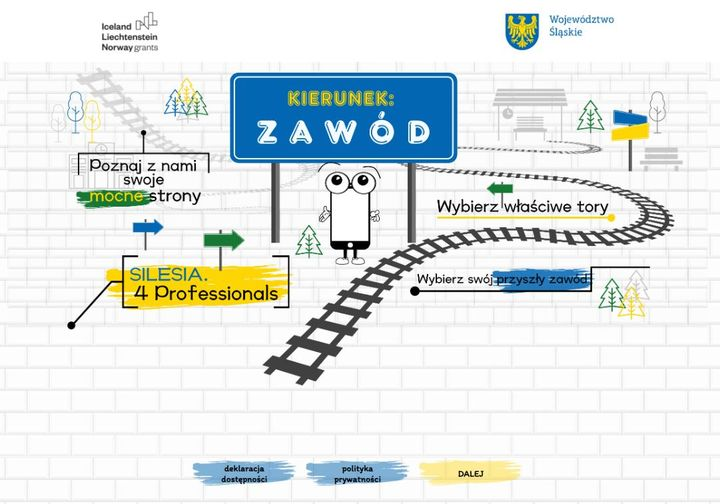 Iceland
Liechtenstein
Norway grants
Województwo
Śląskie
KIERUNEK:
ZAWÓD
Poznaj z nami
swoje
mocne strony
Wybierz właściwe tory
SILESIA.
4 Professionals
Wybierz swój przyszły zawód
deklaracja
dostępności
polityka
prywatności
DALEJ